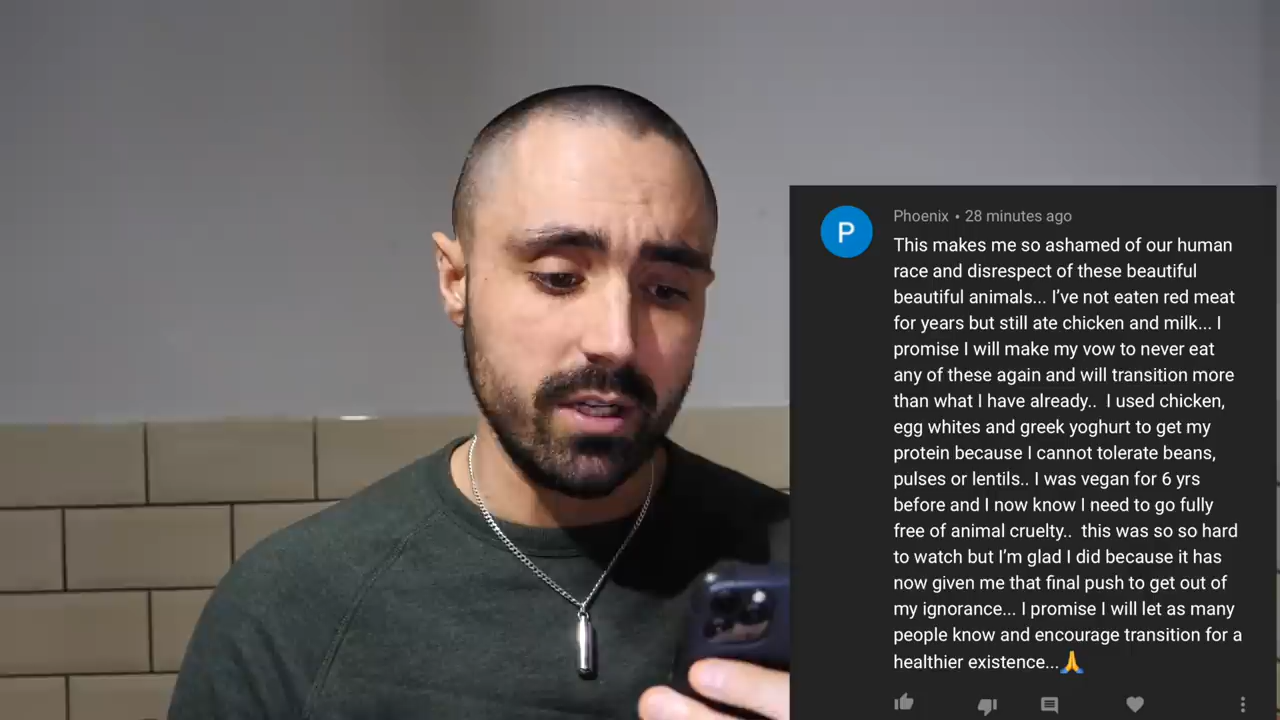 P
Phoenix • 28 minutes ago
This makes me so ashamed of our human
race and disrespect of these beautiful
beautiful animals... I’ve not eaten red meat
for years but still ate chicken and milk... I
promise I will make my vow to never eat
any of these again and will transition more
than what I have already..  I used chicken,
egg whites and greek yoghurt to get my
protein because I cannot tolerate beans,
pulses or lentils.. I was vegan for 6 yrs
before and I now know I need to go fully
free of animal cruelty..  this was so so hard
to watch but I’m glad I did because it has
now given me that final push to get out of
my ignorance... I promise I will let as many
people know and encourage transition for a
healthier existence...🙏